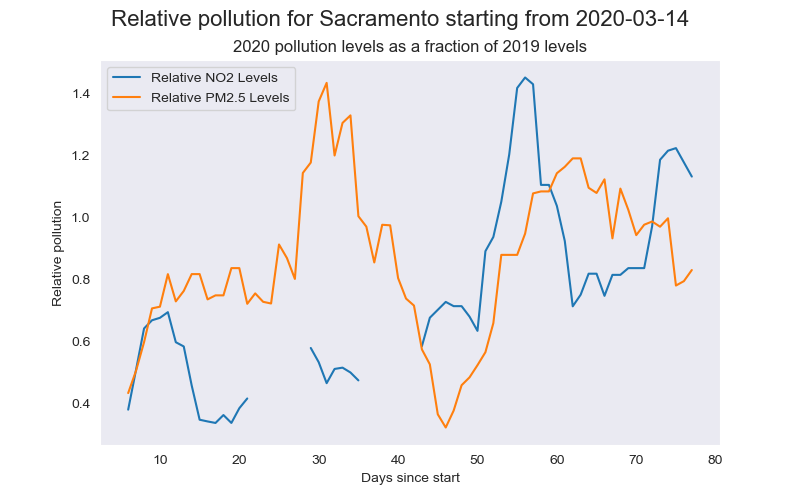 Relative pollution for Sacramento starting from 2020-03-14
2020 pollution levels as a fraction of 2019 levels
Relative NO2 Levels
Relative PM2.5 Levels
1.4
1.2
1.0
0.8
0.6
0.4
Relative pollution
10 20 30 40 50 60 70 80
Days since start